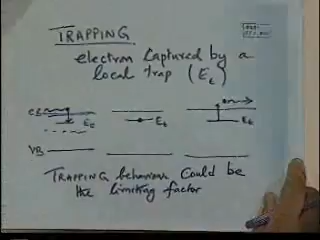 TRAPPING
electron captured by a
local trap (Et)
CB Et Et e- Et
VB
TRAPPING behaviour could be
the limiting factor